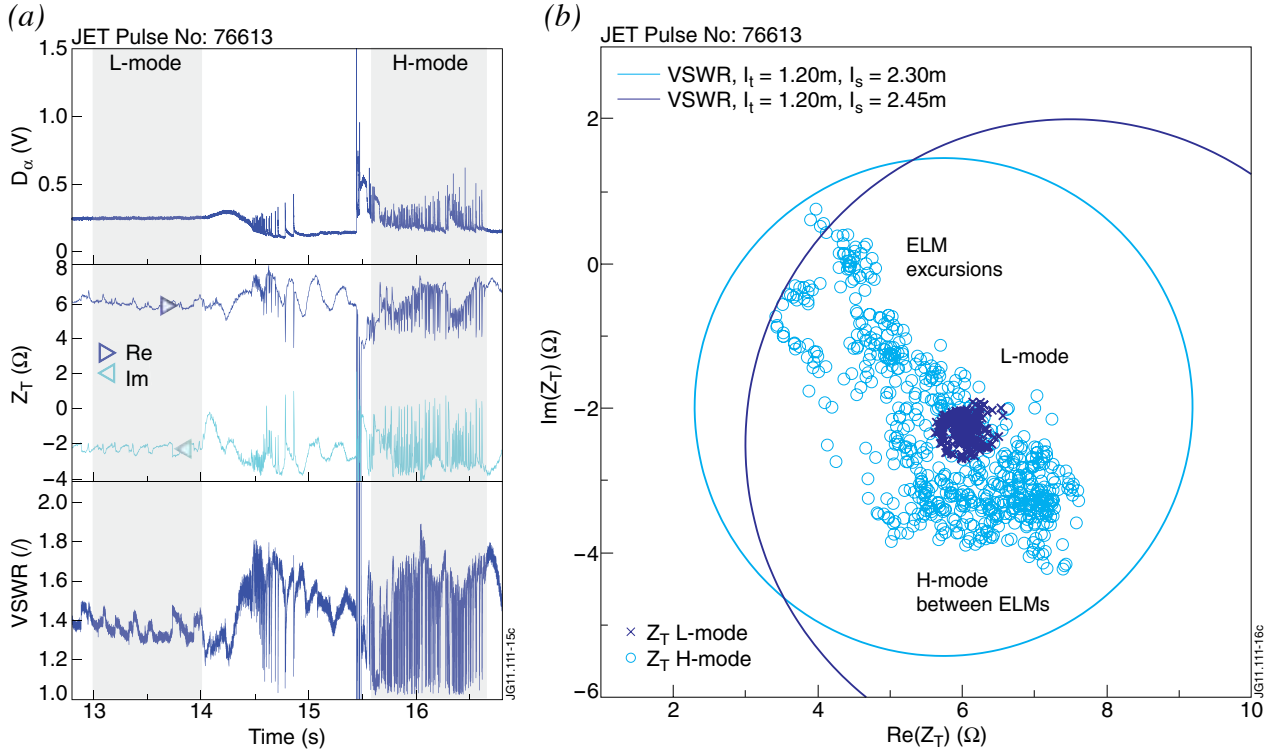 (a)
JET Pulse No: 76613
L-mode
H-mode
1.5
1.0
0.5
0
Dα (V)
8
6
4
2
0
−2
−4
ZT (Ω)
Re
Im
2.0
1.8
1.6
1.4
1.2
1.0
VSWR (/)
13
14
15
16
Time (s)
JG11.111-15c
(b)
JET Pulse No: 76613
VSWR, It = 1.20m, Is = 2.30m
VSWR, It = 1.20m, Is = 2.45m
2
0
−2
−4
−6
Im(ZT) (Ω)
ELM
excursions
L-mode
H-mode
between ELMs
ZT L-mode
ZT H-mode
2
4
6
8
10
Re(ZT) (Ω)
JG11.111-16c